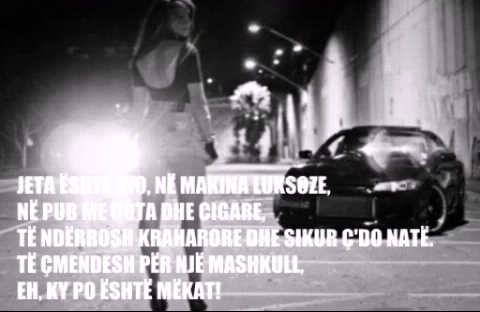 JETA ËSHTË KJO, NË MAKINA LUKSOZE,
NË PUB ME GOTA DHE CIGARE,
TË NDËRROSH KRAHARORE DHE SIKUR Ç'DO NATË.
TË ÇMENDESH PËR NJË MASHKULL,
EH, KY PO ËSHTË MËKAT!